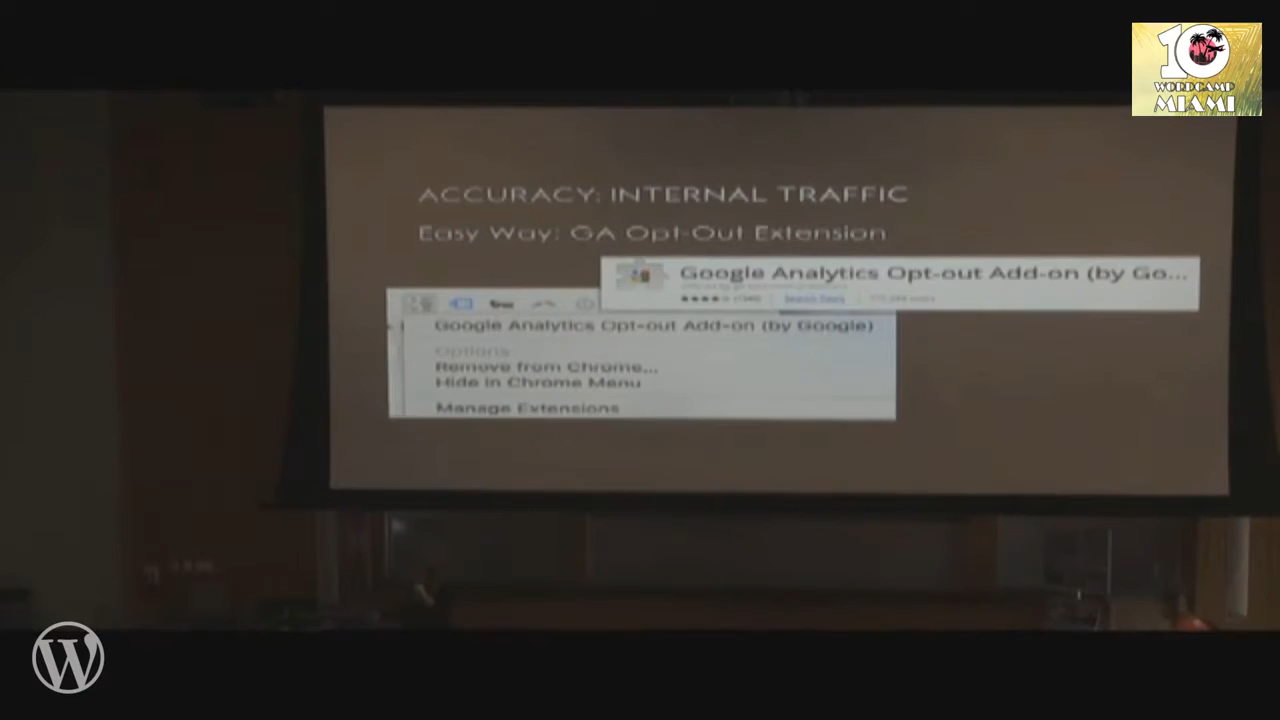 10
WORDCAMP
MIAMI
ACCURACY: INTERNAL TRAFFIC
Easy Way: GA Opt-Out Extension
Google Analytics Opt-out Add-on (by Go...
Google Analytics Opt-out Add-on (by Google)
Options
Remove from Chrome...
Hide in Chrome Menu
Manage Extensions
W